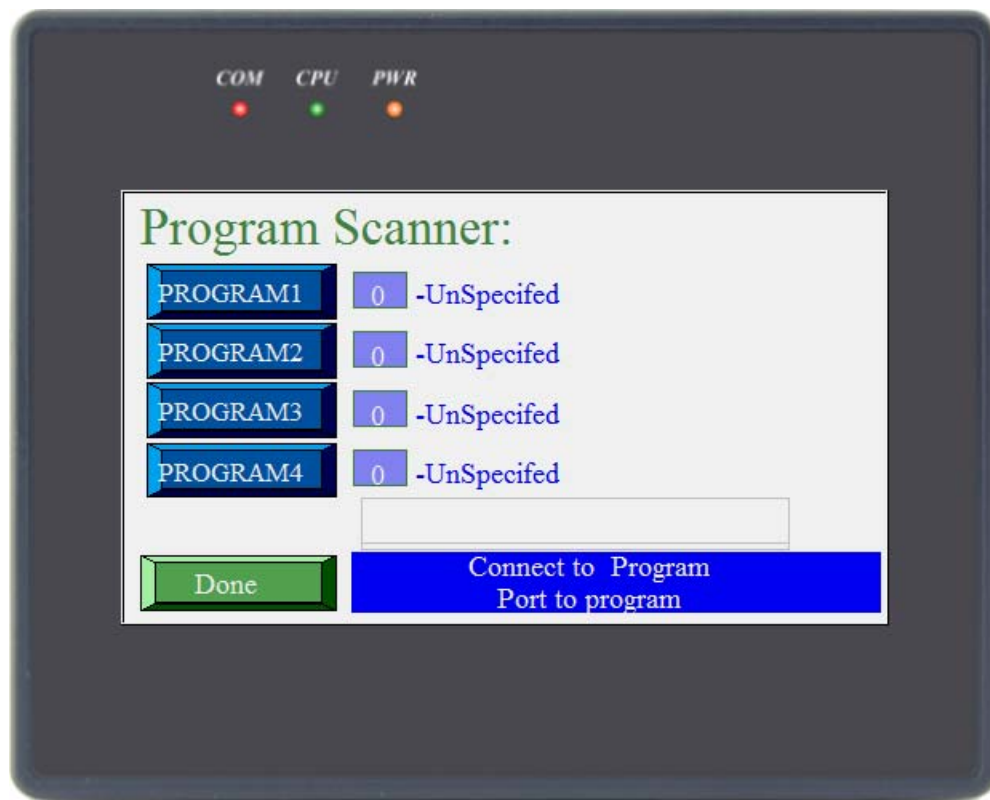 COM CPU PWR
Program Scanner:
PROGRAM1 0 -UnSpecifed
PROGRAM2 0 -UnSpecifed
PROGRAM3 0 -UnSpecifed
PROGRAM4 0 -UnSpecifed
Done
Connect to Program
Port to program